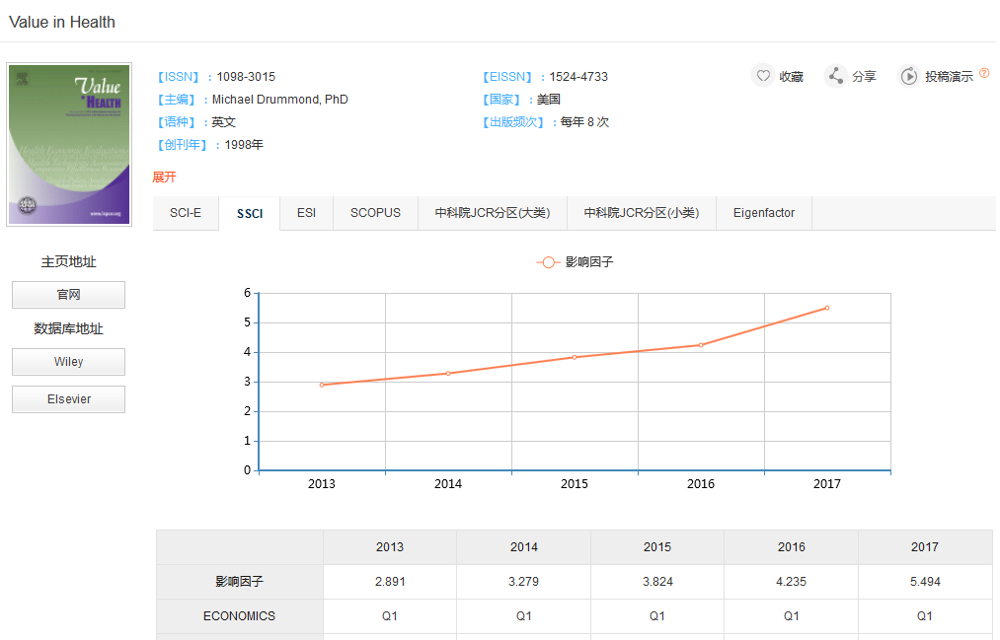 Value in Health
Value in HEALTH
www.ispor.org
【ISSN】：1098-3015
【EISSN】：1524-4733
收藏
分享
投稿演示 ?
【主编】：Michael Drummond, PhD
【国家】：美国
【语种】：英文
【出版频次】：每年 8 次
【创刊年】：1998年
展开
SCI-E SSCI ESI SCOPUS 中科院JCR分区(大类) 中科院JCR分区(小类) Eigenfactor
主页地址
官网
数据库地址
Wiley
Elsevier
影响因子
6
5
4
3
2
1
0
2013 2014 2015 2016 2017
2013 2014 2015 2016 2017
影响因子 2.891 3.279 3.824 4.235 5.494
ECONOMICS Q1 Q1 Q1 Q1 Q1